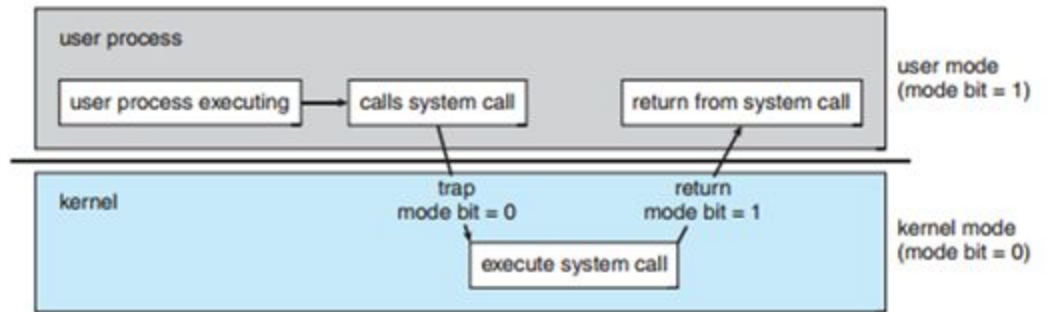 user process
user process executing
calls system call
return from system call
user mode
(mode bit = 1)
trap
mode bit = 0
return
mode bit = 1
kernel
execute system call
kernel mode
(mode bit = 0)